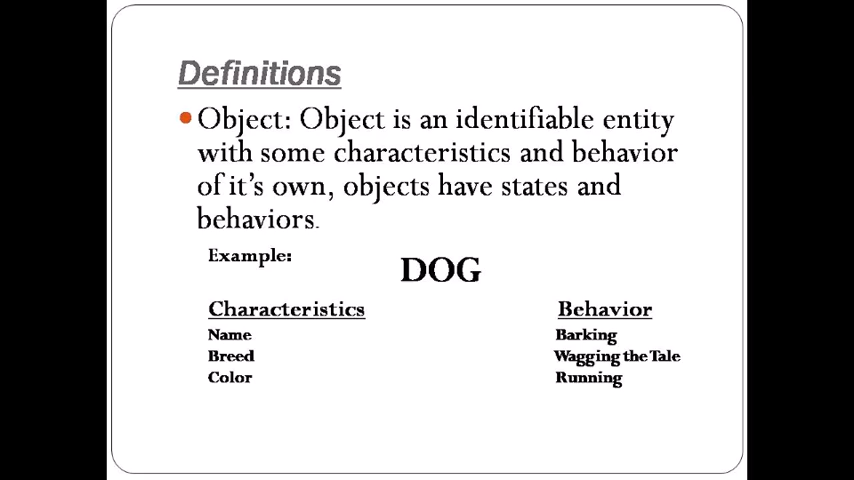 Definitions
Object: Object is an identifiable entity
with some characteristics and behavior
of it's own, objects have states and
behaviors.
Example:
DOG
Characteristics Behavior
Name Barking
Breed Wagging the Tale
Color Running